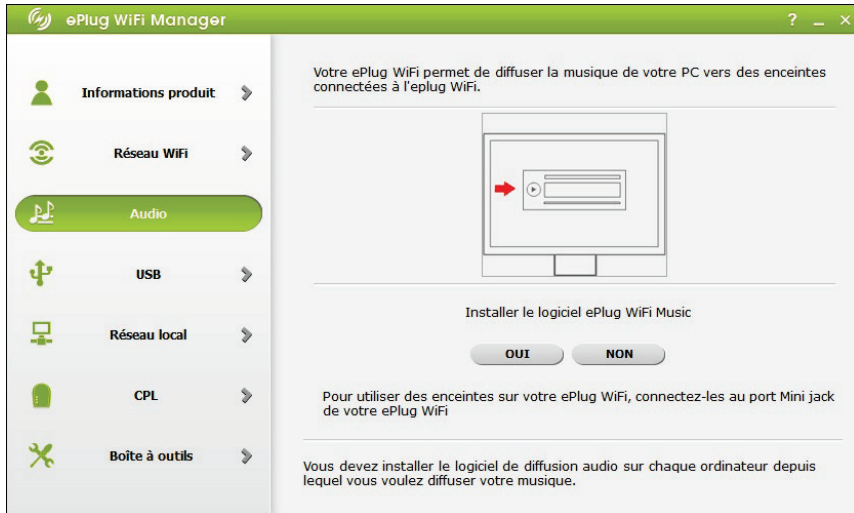 ePlug WiFi Manager
? _ ×
Informations produit
Réseau WiFi
Audio
USB
Réseau local
CPL
Boîte à outils
Votre ePlug WiFi permet de diffuser la musique de votre PC vers des enceintes
connectées à l'eplug WiFi.
Installer le logiciel ePlug WiFi Music
OUI NON
Pour utiliser des enceintes sur votre ePlug WiFi, connectez-les au port Mini jack
de votre ePlug WiFi
Vous devez installer le logiciel de diffusion audio sur chaque ordinateur depuis
lequel vous voulez diffuser votre musique.